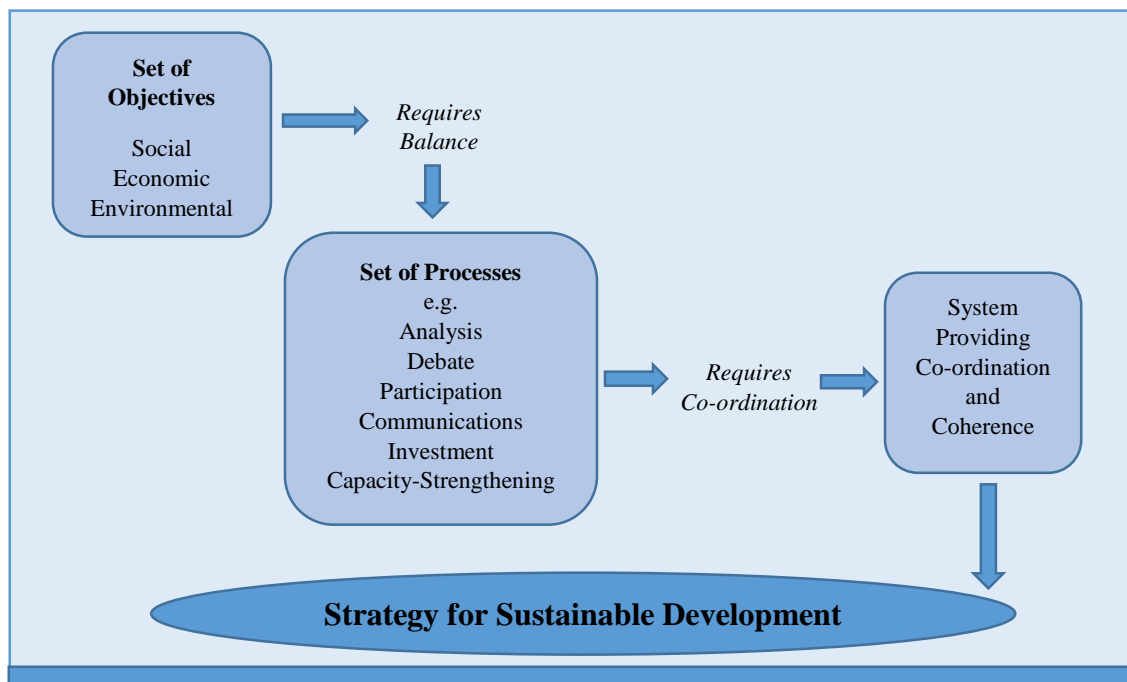 Set of
Objectives
Social
Economic
Environmental
Requires
Balance
Set of Processes
e.g.
Analysis
Debate
Participation
Communications
Investment
Capacity-Strengthening
Requires
Co-ordination
System
Providing
Co-ordination
and
Coherence
Strategy for Sustainable Development